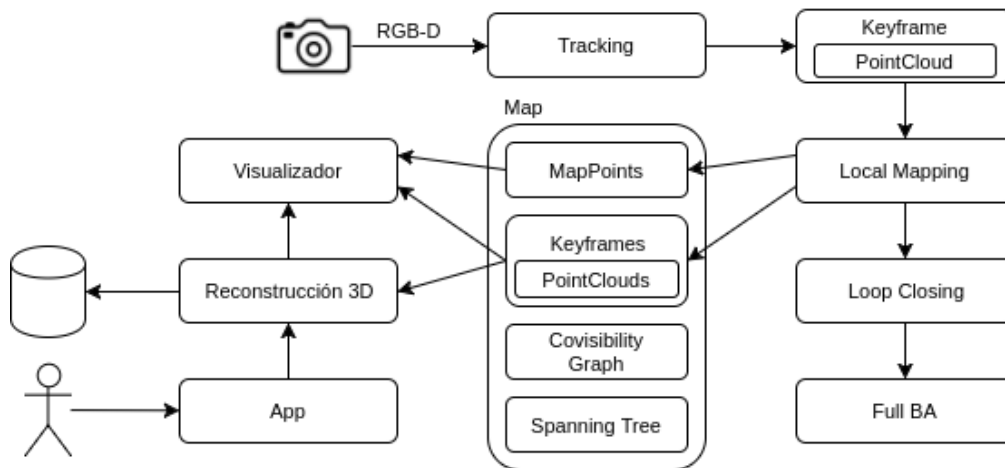 RGB-D
Tracking
Keyframe
PointCloud
Map
Visualizador
MapPoints
Local Mapping
Keyframes
PointClouds
Reconstrucción 3D
Loop Closing
Covisibility
Graph
App
Spanning Tree
Full BA